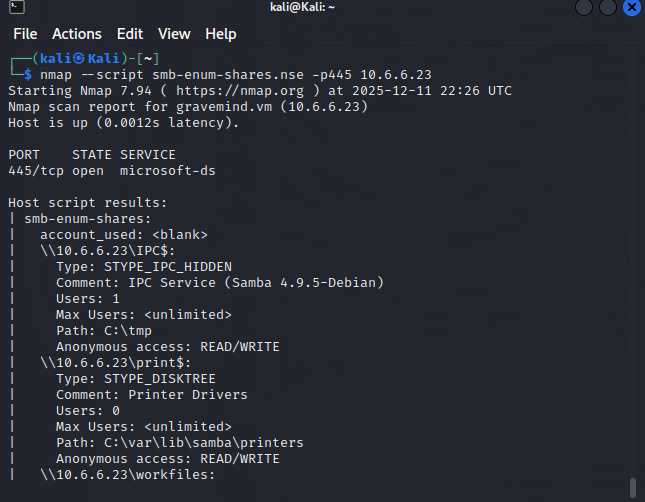 kali@Kali: ~
File Actions Edit View Help
┌──(kali㉿Kali)-[~]
└─$ nmap --script smb-enum-shares.nse -p445 10.6.6.23
Starting Nmap 7.94 ( https://nmap.org ) at 2025-12-11 22:26 UTC
Nmap scan report for gravemind.vm (10.6.6.23)
Host is up (0.0012s latency).
PORT    STATE SERVICE
445/tcp open  microsoft-ds
Host script results:
| smb-enum-shares:
|   account_used: <blank>
|   \\10.6.6.23\IPC$:
|     Type: STYPE_IPC_HIDDEN
|     Comment: IPC Service (Samba 4.9.5-Debian)
|     Users: 1
|     Max Users: <unlimited>
|     Path: C:\tmp
|     Anonymous access: READ/WRITE
|   \\10.6.6.23\print$:
|     Type: STYPE_DISKTREE
|     Comment: Printer Drivers
|     Users: 0
|     Max Users: <unlimited>
|     Path: C:\var\lib\samba\printers
|     Anonymous access: READ/WRITE
|   \\10.6.6.23\workfiles: